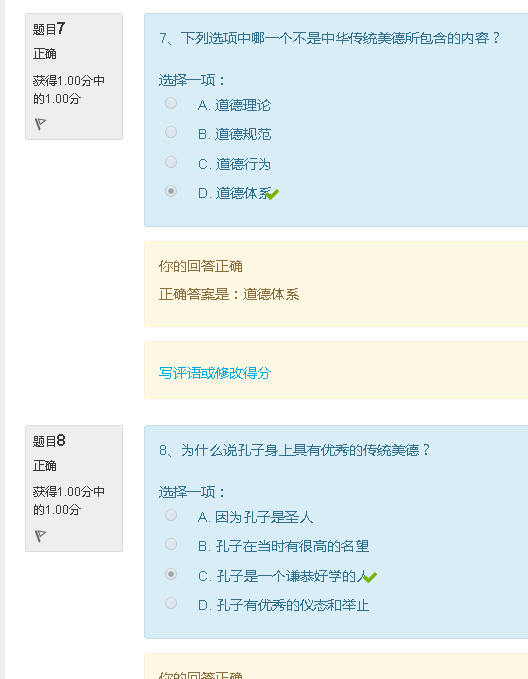 题目7
正确
获得1.00分中
的1.00分
7、下列选项中哪一个不是中华传统美德所包含的内容？
选择一项：
A. 道德理论
B. 道德规范
C. 道德行为
D. 道德体系
你的回答正确
正确答案是：道德体系
写评语或修改得分
题目8
正确
获得1.00分中
的1.00分
8、为什么说孔子身上具有优秀的传统美德？
选择一项：
A. 因为孔子是圣人
B. 孔子在当时有很高的名望
C. 孔子是一个谦恭好学的人
D. 孔子有优秀的仪态和举止
你的回答正确